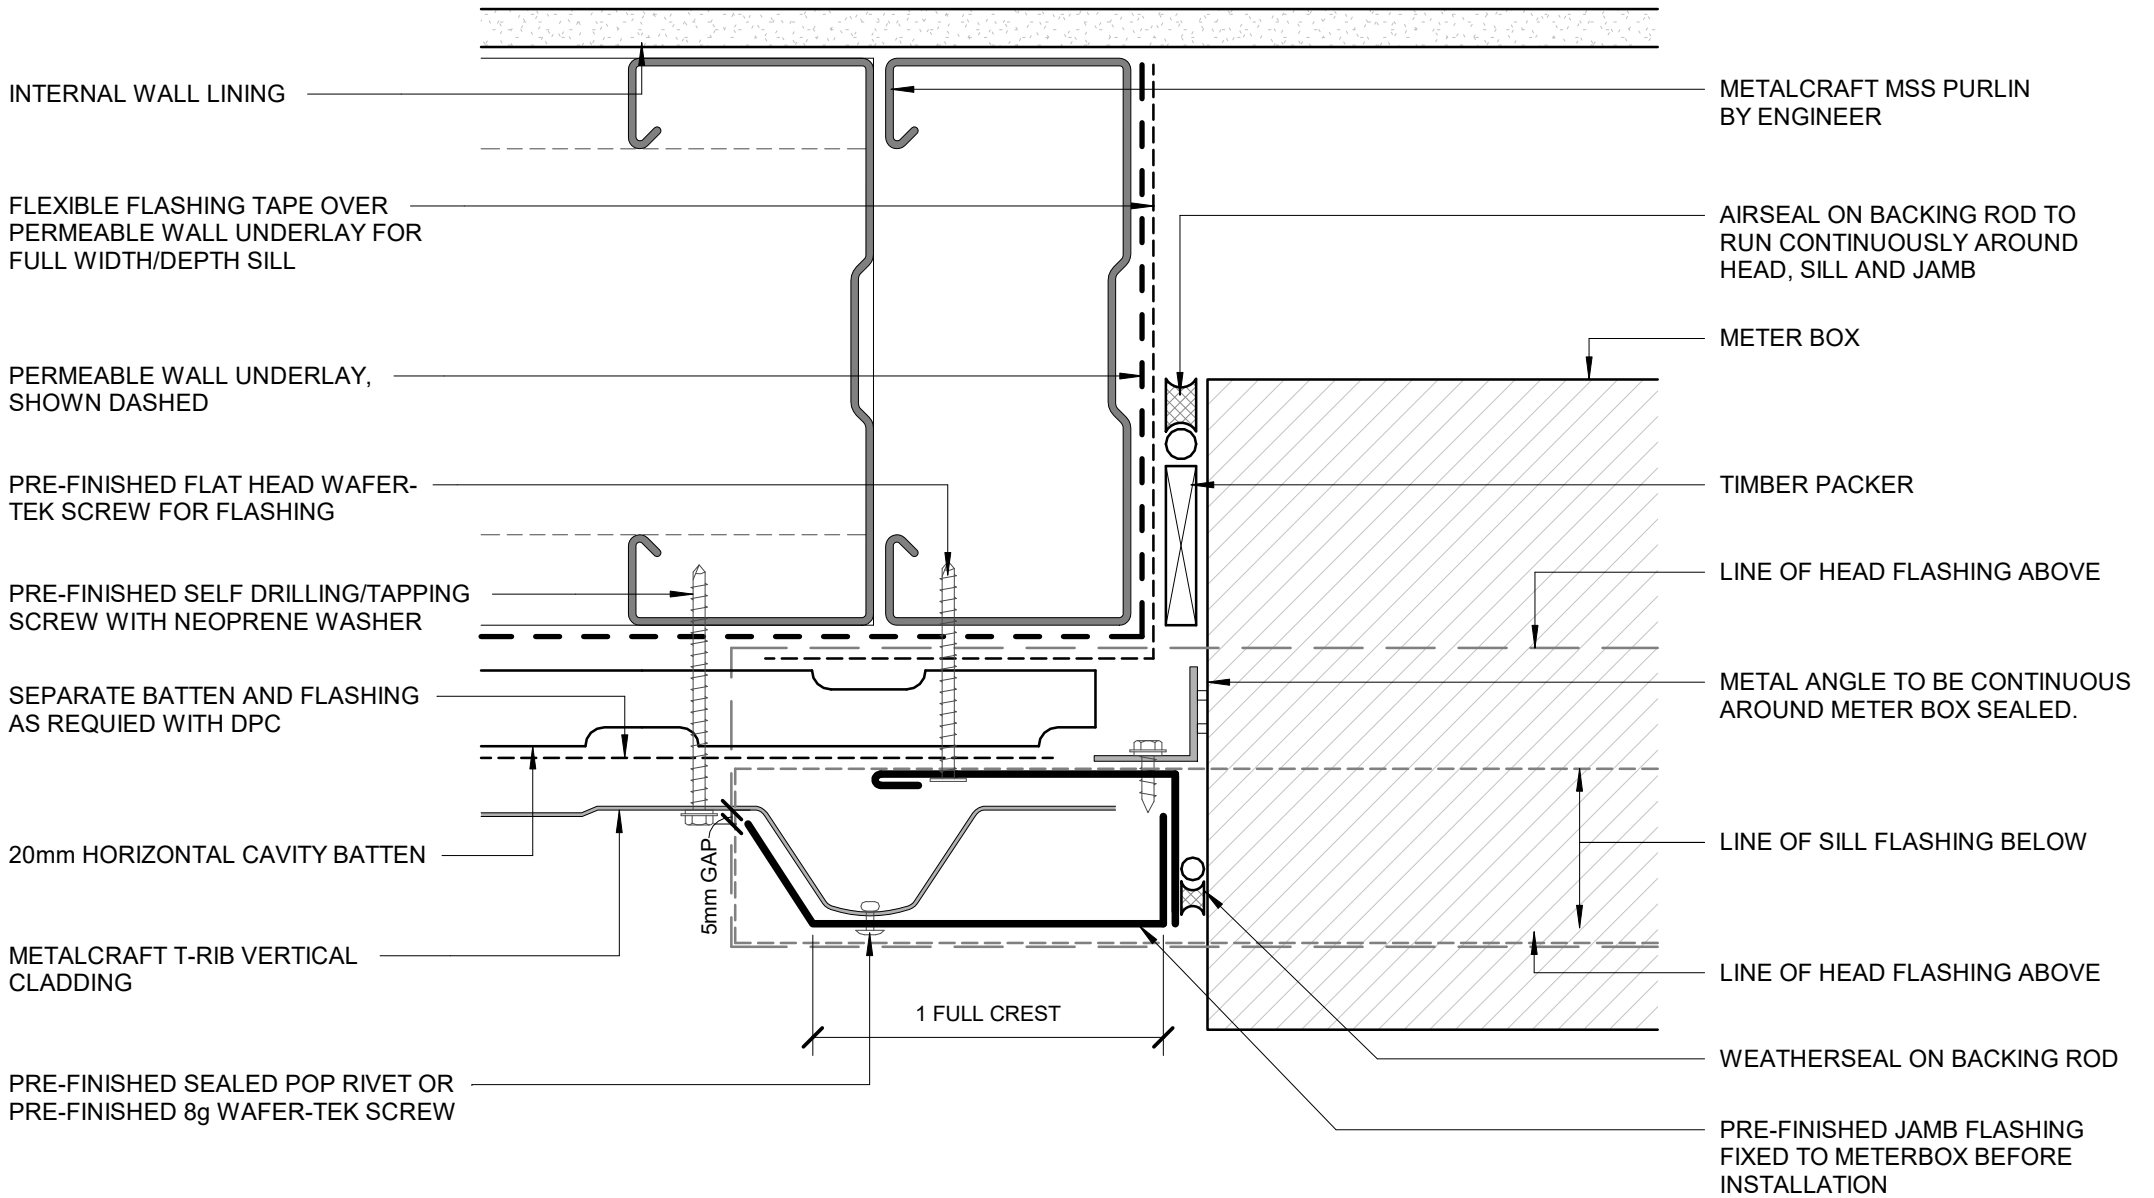 INTERNAL WALL LINING
FLEXIBLE FLASHING TAPE OVER
PERMEABLE WALL UNDERLAY FOR
FULL WIDTH/DEPTH SILL
PERMEABLE WALL UNDERLAY,
SHOWN DASHED
PRE-FINISHED FLAT HEAD WAFER-
TEK SCREW FOR FLASHING
PRE-FINISHED SELF DRILLING/TAPPING
SCREW WITH NEOPRENE WASHER
SEPARATE BATTEN AND FLASHING
AS REQUIED WITH DPC
20mm HORIZONTAL CAVITY BATTEN
METALCRAFT T-RIB VERTICAL
CLADDING
PRE-FINISHED SEALED POP RIVET OR
PRE-FINISHED 8g WAFER-TEK SCREW
5mm GAP
1 FULL CREST
METALCRAFT MSS PURLIN
BY ENGINEER
AIRSEAL ON BACKING ROD TO
RUN CONTINUOUSLY AROUND
HEAD, SILL AND JAMB
METER BOX
TIMBER PACKER
LINE OF HEAD FLASHING ABOVE
METAL ANGLE TO BE CONTINUOUS
AROUND METER BOX SEALED.
LINE OF SILL FLASHING BELOW
LINE OF HEAD FLASHING ABOVE
WEATHERSEAL ON BACKING ROD
PRE-FINISHED JAMB FLASHING
FIXED TO METERBOX BEFORE
INSTALLATION